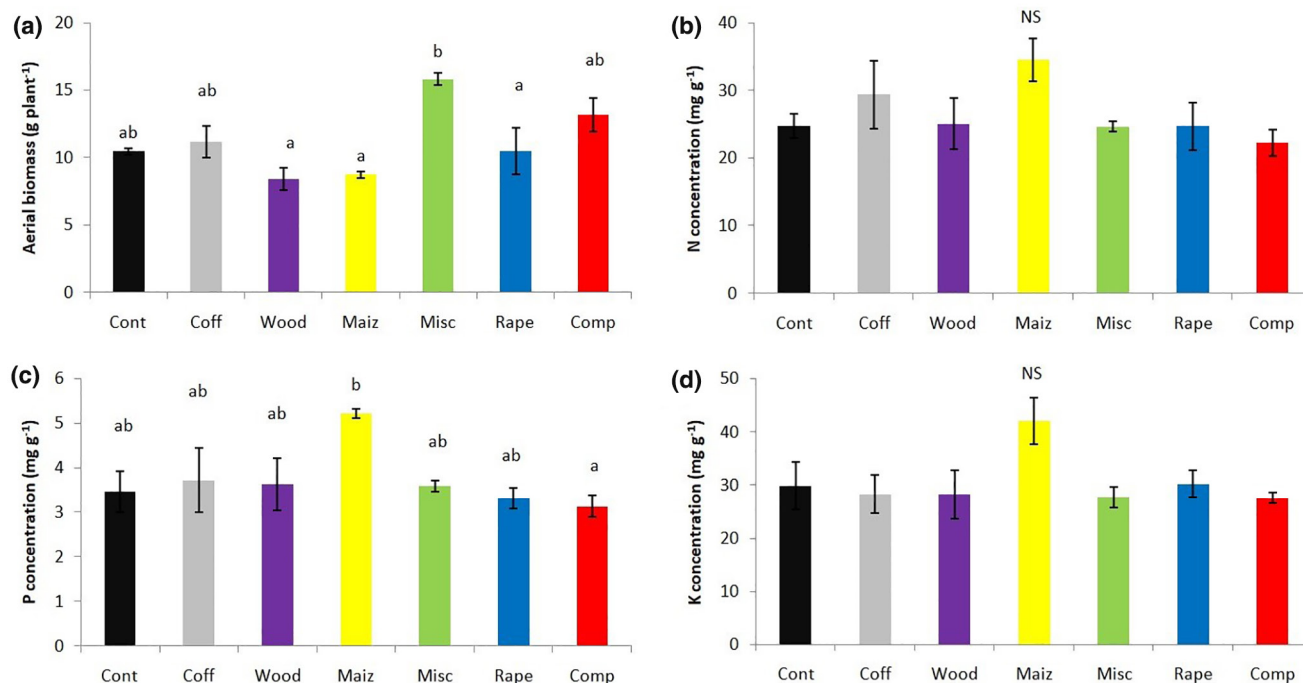 (a)
Aerial biomass (g plant⁻¹)
20
15
10
5
0
ab
ab
a
a
b
a
ab
Cont Coff Wood Maiz Misc Rape Comp
(b)
N concentration (mg g⁻¹)
40
30
20
10
0
NS
Cont Coff Wood Maiz Misc Rape Comp
(c)
P concentration (mg g⁻¹)
6
5
4
3
2
1
0
ab
ab
ab
b
ab
ab
a
Cont Coff Wood Maiz Misc Rape Comp
(d)
K concentration (mg g⁻¹)
50
40
30
20
10
0
NS
Cont Coff Wood Maiz Misc Rape Comp